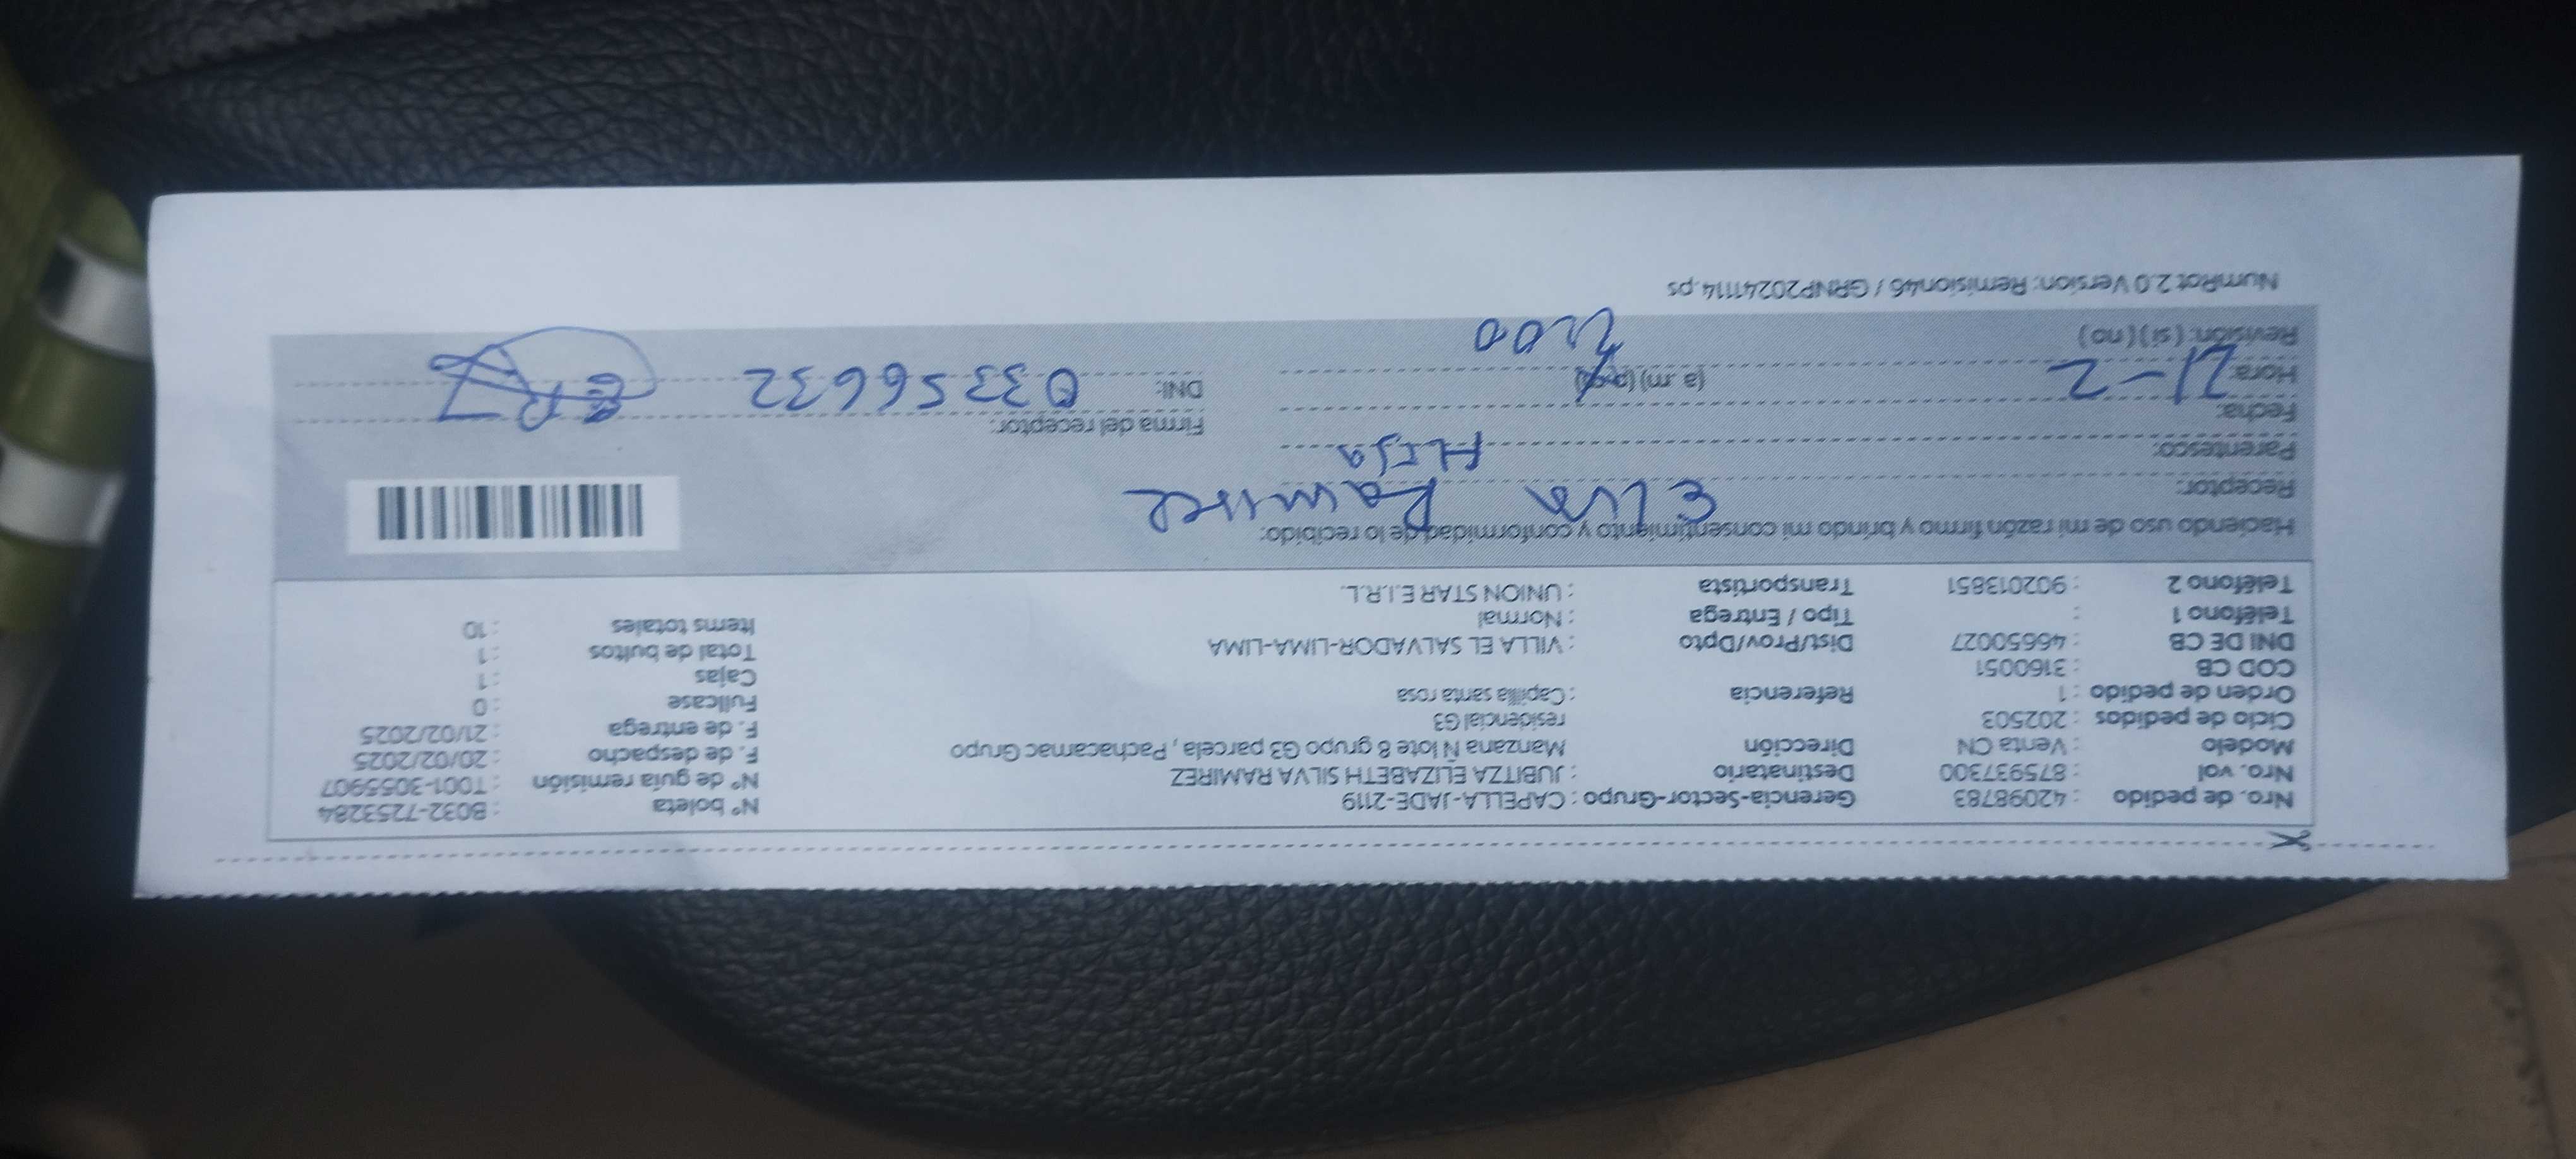 Nro. de pedido : 42098783 Gerencia-Sector-Grupo : CAPELLA-JADE-2119 N° boleta : B032-7253284
Nro. vol : 875937300 Destinatario : JUBITZA ELIZABETH SILVA RAMIREZ N° de guía remisión : T001-3055907
Modelo : Venta CN Dirección Manzana Ñ lote 8 grupo G3 parcela , Pachacamac Grupo F. de despacho : 20/02/2025
Ciclo de pedidos : 202503 residencial G3 F. de entrega : 21/02/2025
Orden de pedido : 1 Referencia : Capilla santa rosa Fullcase : 0
COD CB : 3160051 Cajas : 1
DNI DE CB : 46650027 Dist/Prov/Dpto : VILLA EL SALVADOR-LIMA-LIMA Total de bultos : 1
Teléfono 1 : Tipo / Entrega : Normal Items totales : 10
Teléfono 2 : 902013851 Transportista : UNION STAR E.I.R.L.
Haciendo uso de mi razón firmo y brindo mi consentimiento y conformidad de lo recibido:
Receptor:
Parentesco:
Fecha: Firma del receptor:
Hora: 21-2 (a .m) DNI: 03356632
Revisión: ( si ) ( no ) 2:00
NumRot 2.0 Version: Remision46 / GRNP20241114.ps